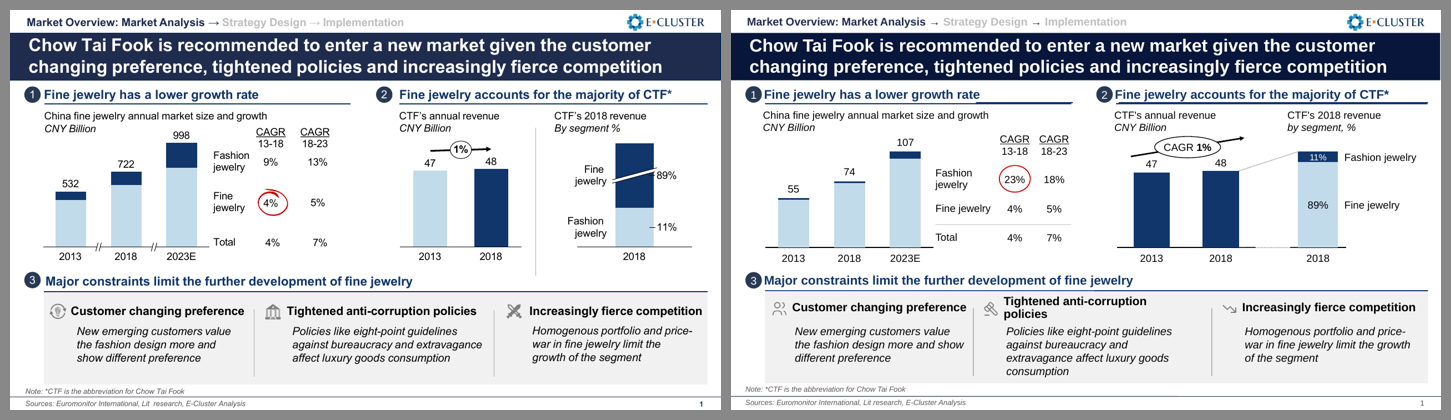 Market Overview: Market Analysis → Strategy Design → Implementation
E-CLUSTER
Chow Tai Fook is recommended to enter a new market given the customer
changing preference, tightened policies and increasingly fierce competition
1 Fine jewelry has a lower growth rate
China fine jewelry annual market size and growth
CNY Billion
532
722
998
2013
2018
2023E
CAGR CAGR
13-18 18-23
Fashion
jewelry
9% 13%
Fine
jewelry
4% 5%
Total 4% 7%
2 Fine jewelry accounts for the majority of CTF*
CTF's annual revenue
CNY Billion
1%
47 48
2013 2018
CTF's 2018 revenue
By segment %
Fine
jewelry
89%
Fashion
jewelry
11%
2018
3 Major constraints limit the further development of fine jewelry
Customer changing preference
New emerging customers value
the fashion design more and
show different preference
Tightened anti-corruption policies
Policies like eight-point guidelines
against bureaucracy and extravagance
affect luxury goods consumption
Increasingly fierce competition
Homogenous portfolio and price-
war in fine jewelry limit the
growth of the segment
Note: *CTF is the abbreviation for Chow Tai Fook
Sources: Euromonitor International, Lit research, E-Cluster Analysis
1
Market Overview: Market Analysis → Strategy Design → Implementation
E-CLUSTER
Chow Tai Fook is recommended to enter a new market given the customer
changing preference, tightened policies and increasingly fierce competition
1 Fine jewelry has a lower growth rate
China fine jewelry annual market size and growth
CNY Billion
55
74
107
2013
2018
2023E
CAGR CAGR
13-18 18-23
Fashion
jewelry
23% 18%
Fine jewelry 4% 5%
Total 4% 7%
2 Fine jewelry accounts for the majority of CTF*
CTF's annual revenue
CNY Billion
CAGR 1%
47 48
2013 2018
CTF's 2018 revenue
by segment, %
11% Fashion jewelry
89% Fine jewelry
2018
3 Major constraints limit the further development of fine jewelry
Customer changing preference
New emerging customers value
the fashion design more and show
different preference
Tightened anti-corruption
policies
Policies like eight-point guidelines
against bureaucracy and
extravagance affect luxury goods
consumption
Increasingly fierce competition
Homogenous portfolio and price-
war in fine jewelry limit the growth
of the segment
Note: *CTF is the abbreviation for Chow Tai Fook
Sources: Euromonitor International, Lit research, E-Cluster Analysis
1